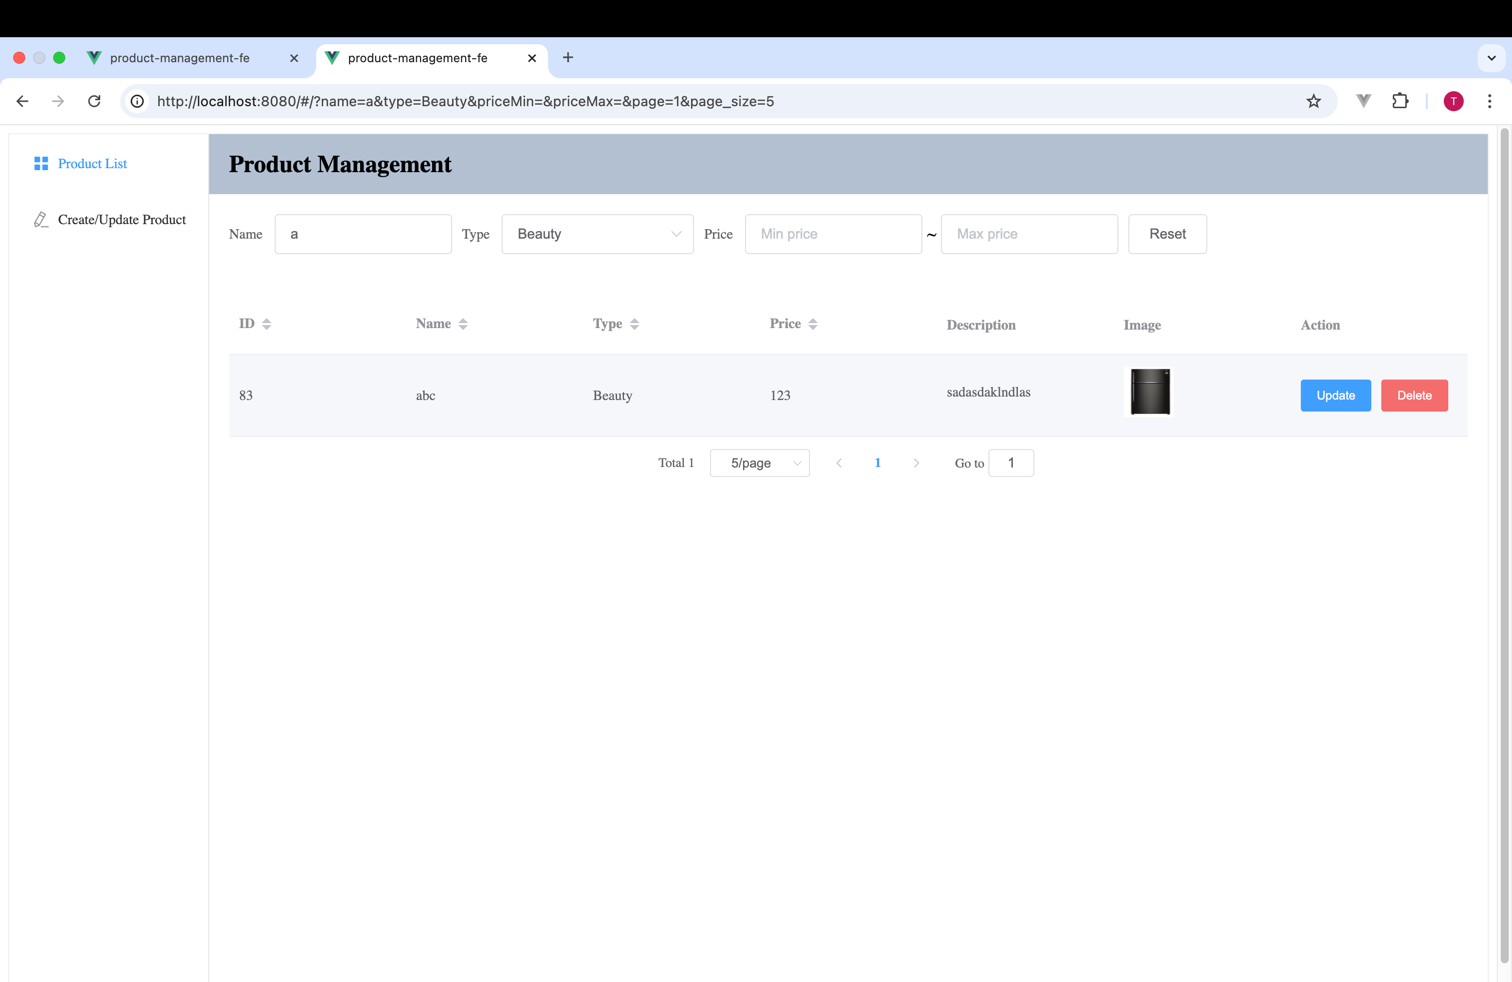 product-management-fe
product-management-fe
http://localhost:8080/#/?name=a&type=Beauty&priceMin=&priceMax=&page=1&page_size=5
T
Product List
Create/Update Product
Product Management
Name a Type Beauty Price Min price ~ Max price Reset
ID Name Type Price Description Image Action
83 abc Beauty 123 sadasdaklndlas Update Delete
Total 1 5/page 1 Go to 1